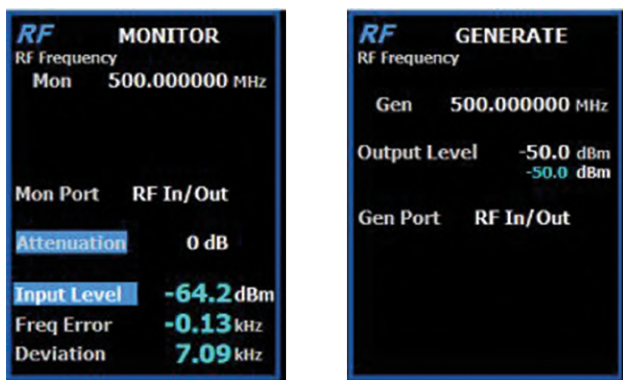 RF MONITOR
RF Frequency
Mon 500.000000 MHz
Mon Port RF In/Out
Attenuation 0 dB
Input Level -64.2 dBm
Freq Error -0.13 kHz
Deviation 7.09 kHz
RF GENERATE
RF Frequency
Gen 500.000000 MHz
Output Level -50.0 dBm
-50.0 dBm
Gen Port RF In/Out